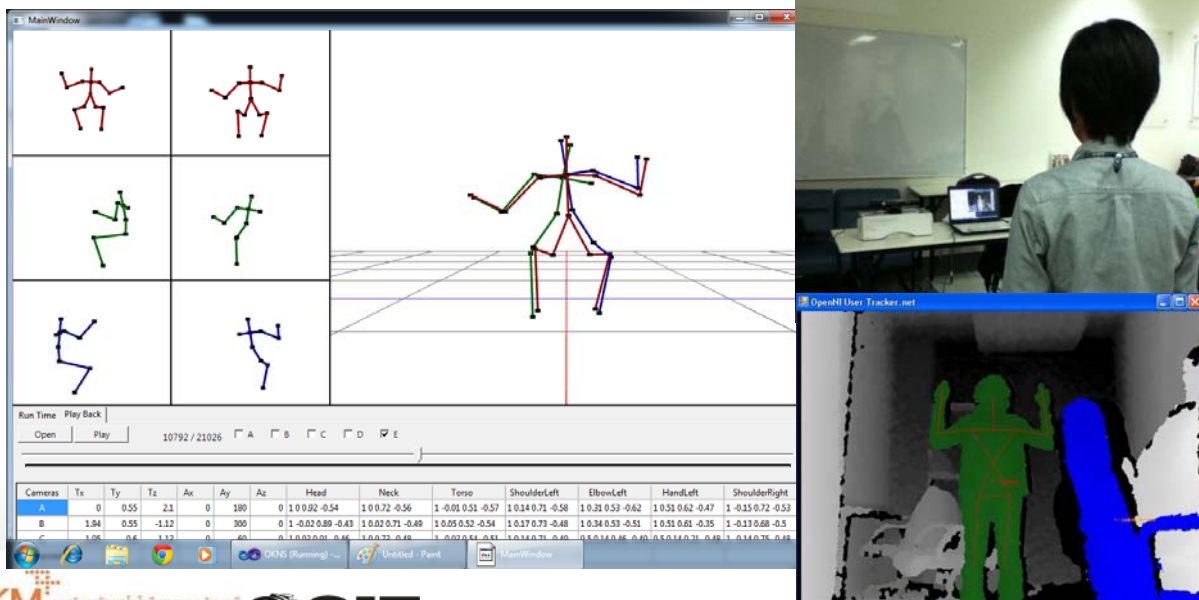 MainWindow
Run Time Play Back
Open Play 10792 / 21026 A B C D E
Cameras Tx Ty Tz Ax Ay Az Head Neck Torso ShoulderLeft ElbowLeft HandLeft ShoulderRight
A 0 0.55 2.1 0 180 0 1 0 0.92 -0.54 1 0 0.72 -0.56 1 -0.01 0.51 -0.57 1 0.14 0.71 -0.58 1 0.31 0.53 -0.62 1 0.51 0.62 -0.47 1 -0.15 0.72 -0.53
B 1.94 0.55 -1.12 0 300 0 1 -0.02 0.89 -0.43 1 0.02 0.71 -0.49 1 0.05 0.52 -0.54 1 0.17 0.73 -0.48 1 0.34 0.53 -0.51 1 0.51 0.61 -0.35 1 -0.13 0.68 -0.5
OKNS (Running) -... Untitled - Paint MainWindow
OpenNI User Tracker.net